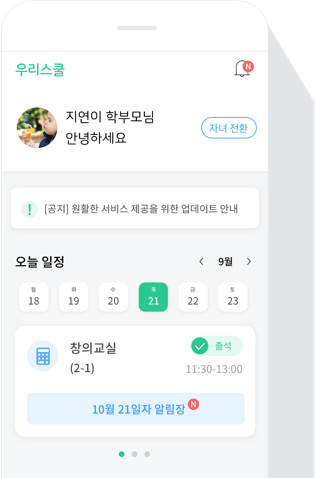 우리스쿨
N
지연이 학부모님
안녕하세요
자녀 전환
! [공지] 원활한 서비스 제공을 위한 업데이트 안내
오늘 일정
< 9월 >
월 화 수 목 금 토
18 19 20 21 22 23
창의교실
(2-1)
출석
11:30-13:00
10월 21일자 알림장 N